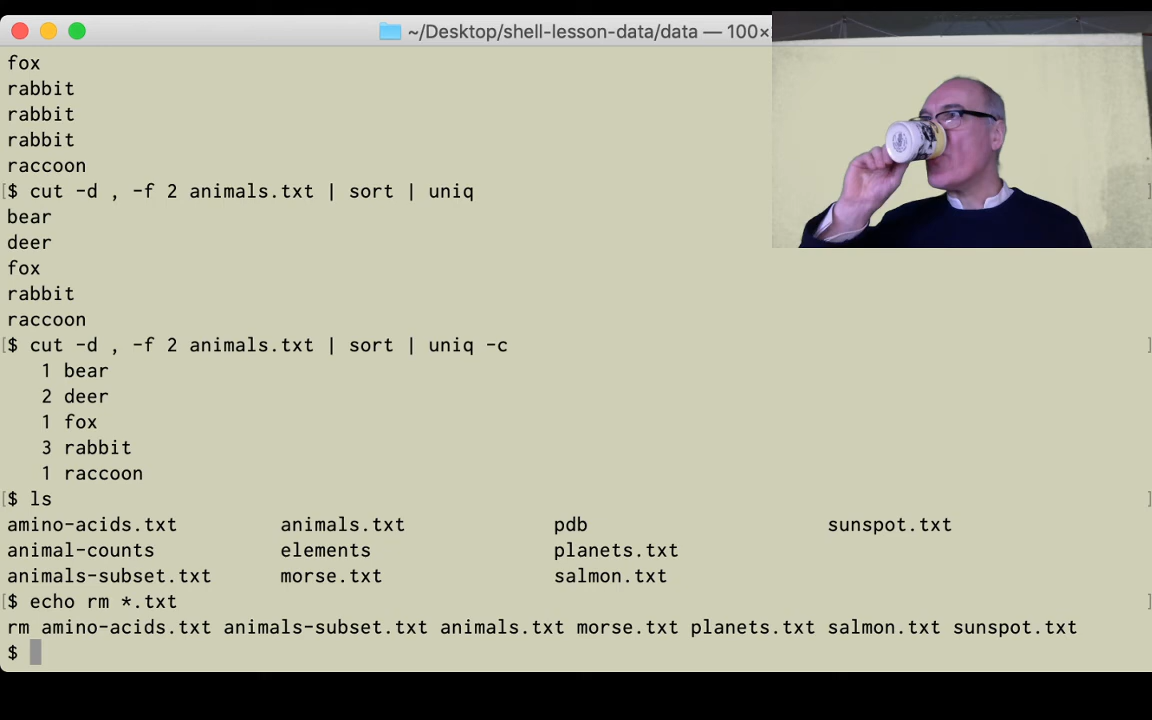 ~/Desktop/shell-lesson-data/data — 100×
fox
rabbit
rabbit
rabbit
raccoon
[$ cut -d , -f 2 animals.txt | sort | uniq ]
bear
deer
fox
rabbit
raccoon
[$ cut -d , -f 2 animals.txt | sort | uniq -c ]
1 bear
2 deer
1 fox
3 rabbit
1 raccoon
[$ ls ]
amino-acids.txt animals.txt pdb sunspot.txt
animal-counts elements planets.txt
animals-subset.txt morse.txt salmon.txt
[$ echo rm *.txt ]
rm amino-acids.txt animals-subset.txt animals.txt morse.txt planets.txt salmon.txt sunspot.txt
$